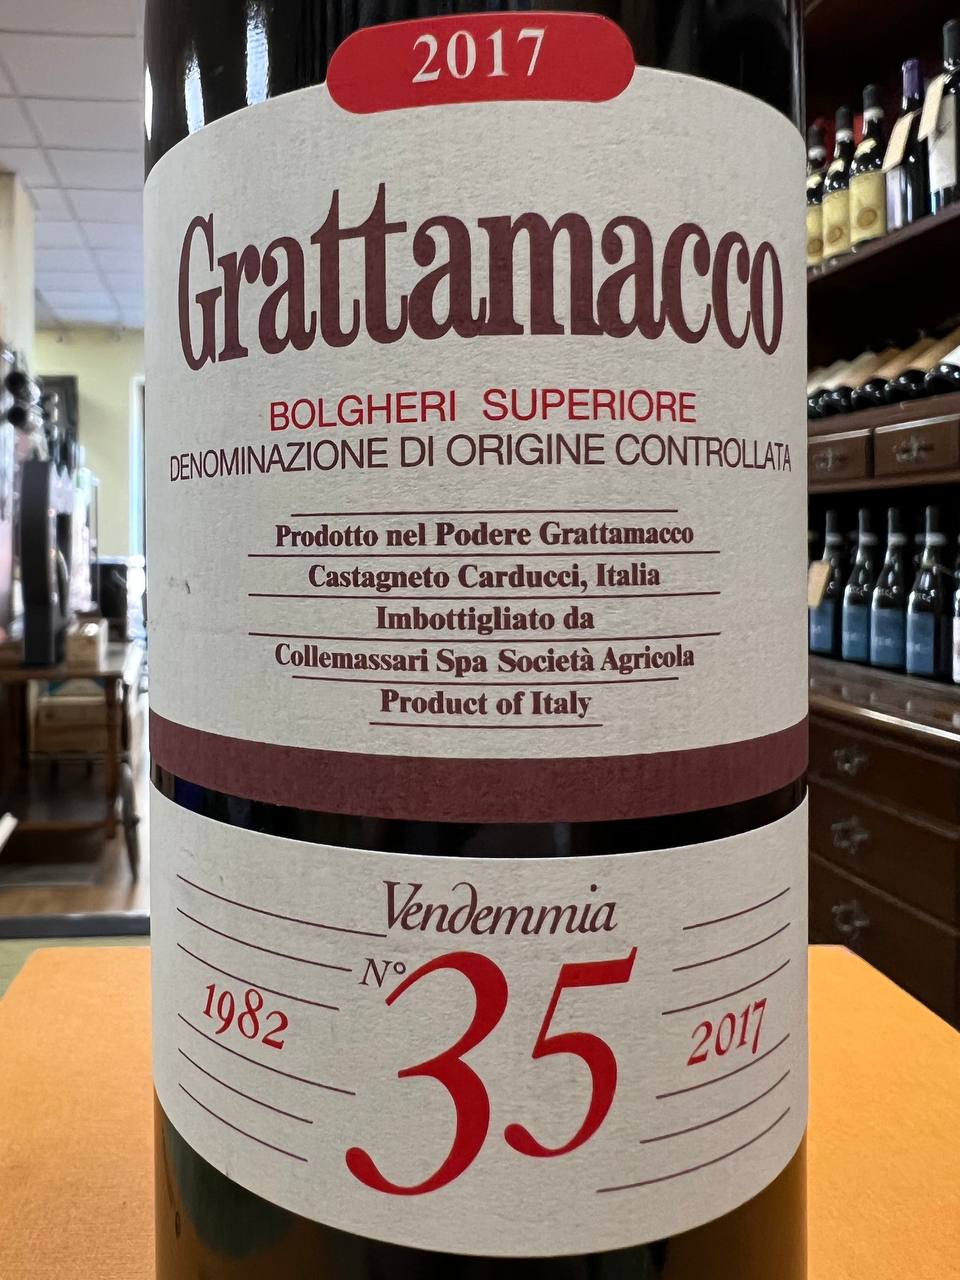 2017
Grattamacco
BOLGHERI SUPERIORE
DENOMINAZIONE DI ORIGINE CONTROLLATA
Prodotto nel Podere Grattamacco
Castagneto Carducci, Italia
Imbottigliato da
Collemassari Spa Società Agricola
Product of Italy
Vendemmia
N° 35
1982 2017